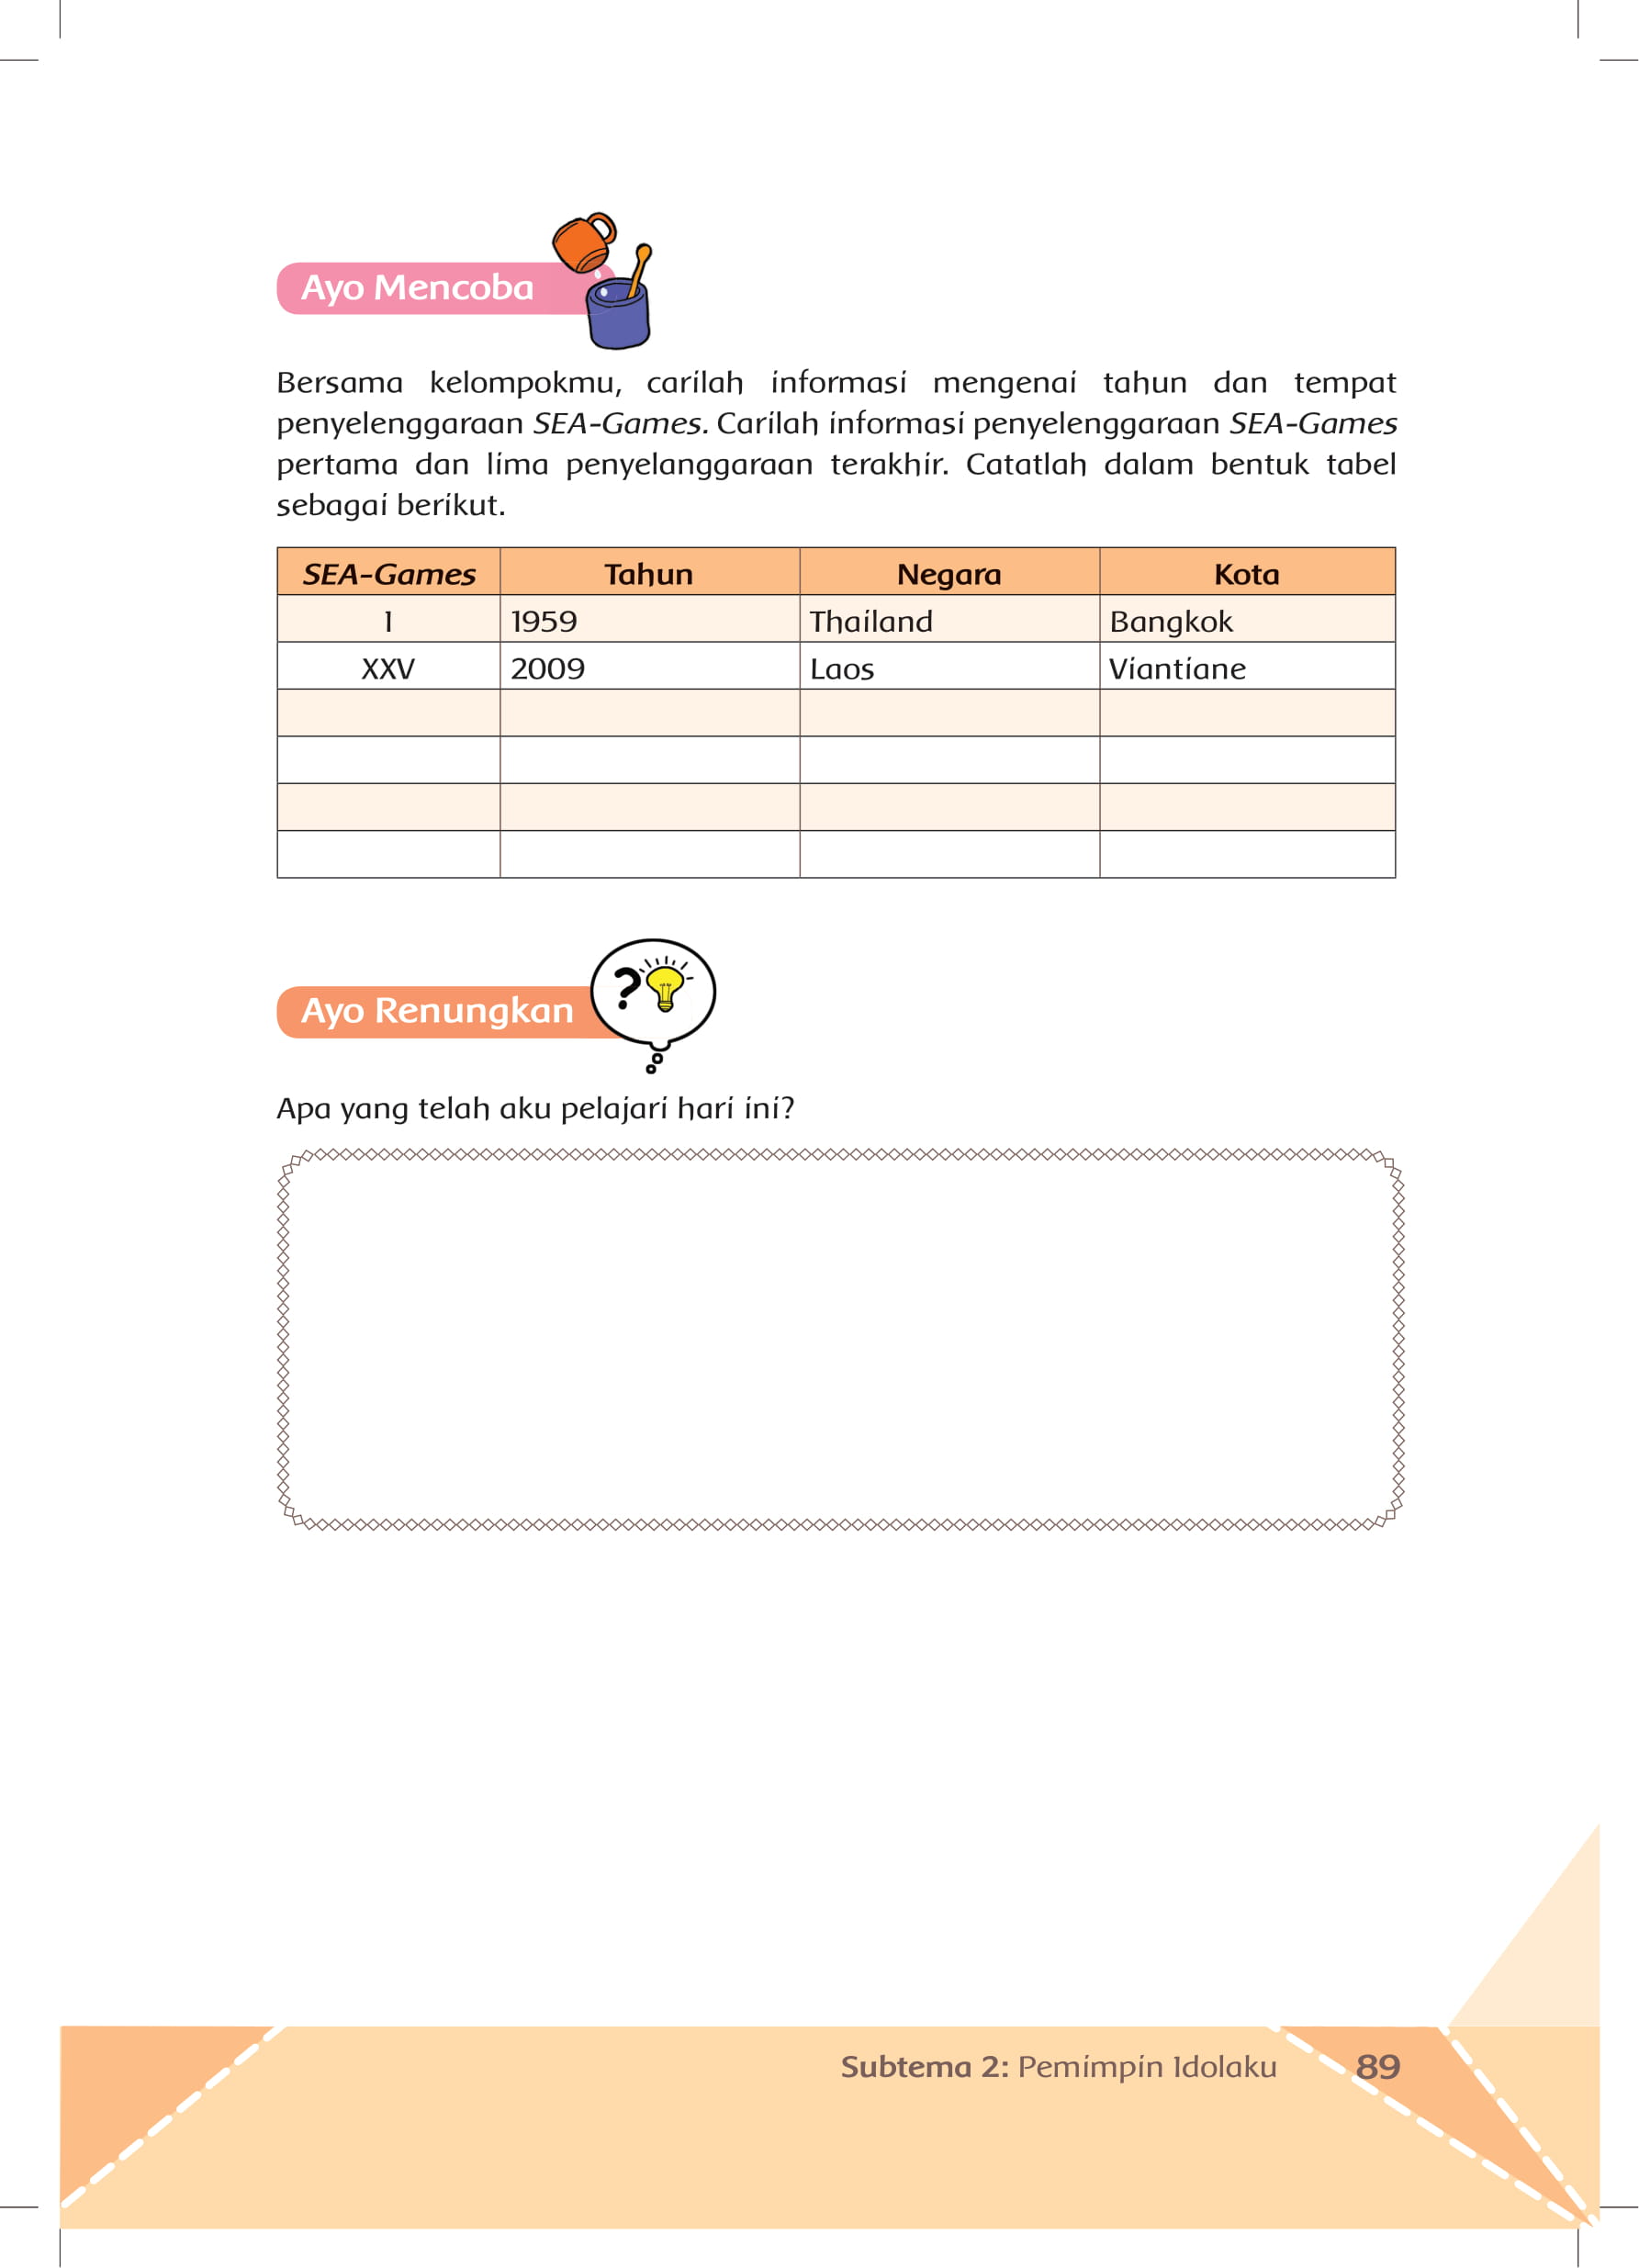 Ayo Mencoba
Bersama kelompokmu, carilah informasi mengenai tahun dan tempat
penyelenggaraan SEA-Games. Carilah informasi penyelenggaraan SEA-Games
pertama dan lima penyelanggaraan terakhir. Catatlah dalam bentuk tabel
sebagai berikut.
SEA-Games Tahun Negara Kota
I 1959 Thailand Bangkok
XXV 2009 Laos Viantiane
?
Ayo Renungkan
Apa yang telah aku pelajari hari ini?
Subtema 2: Pemimpin Idolaku 89